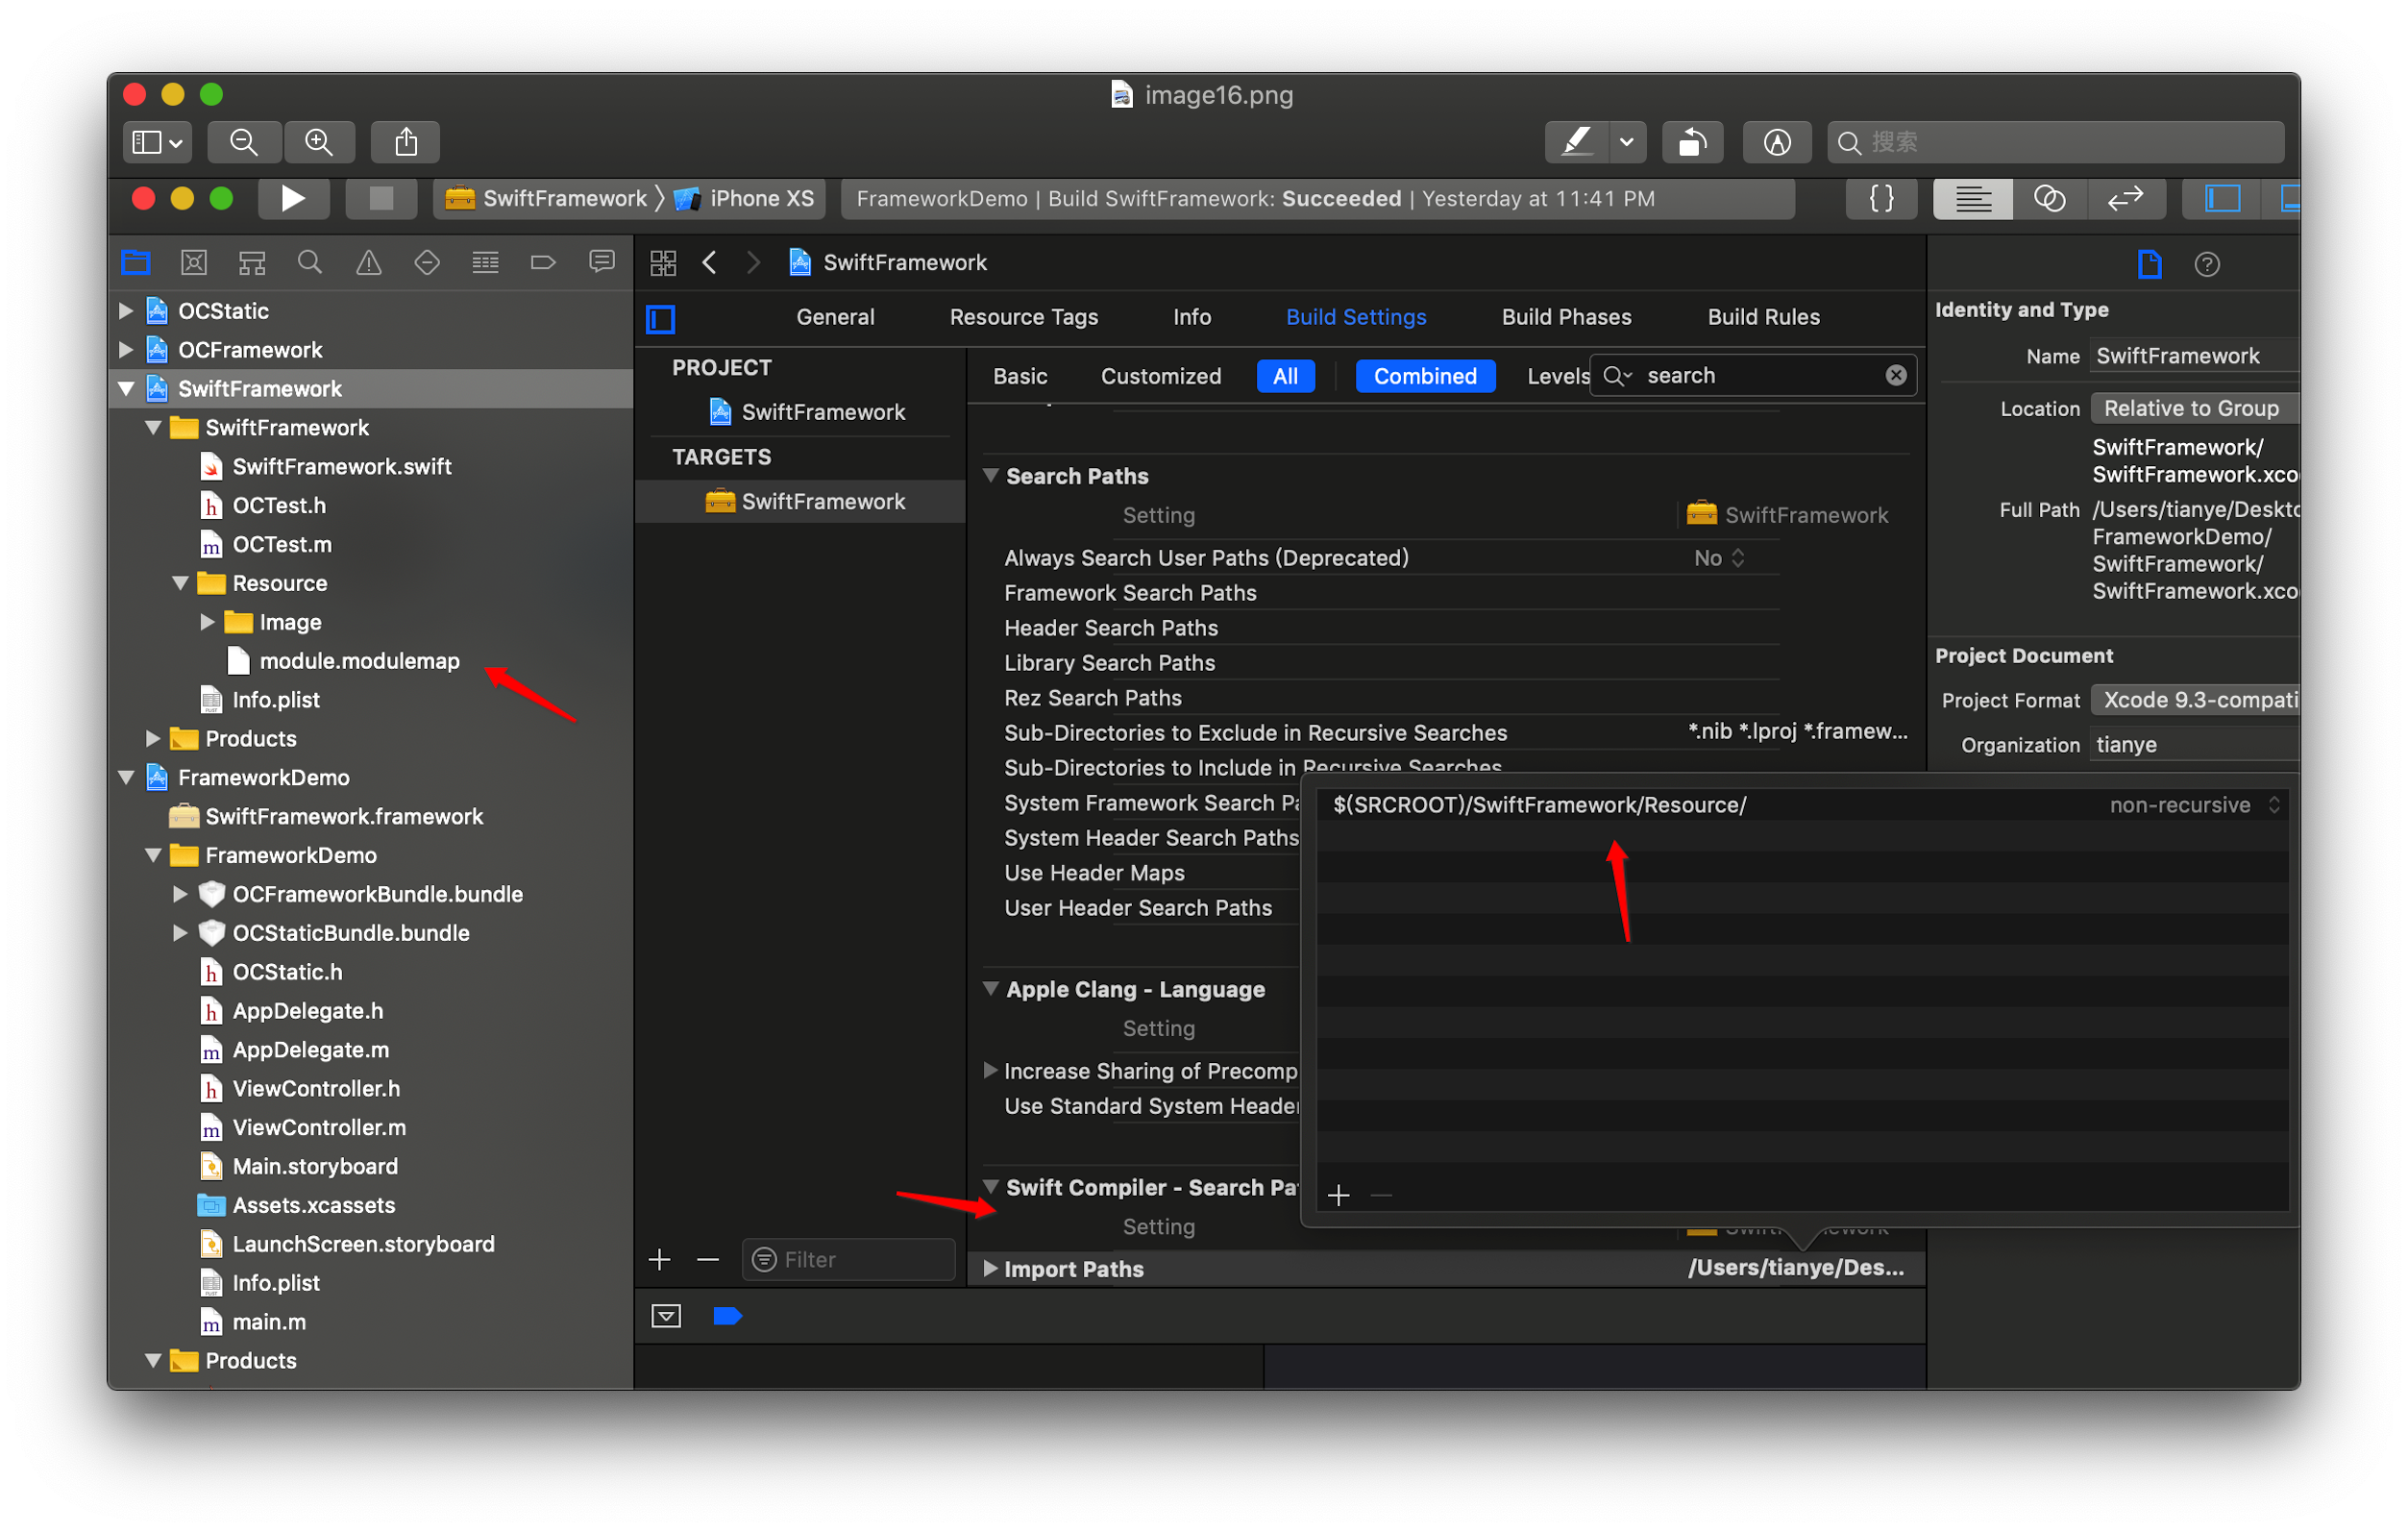 image16.png
搜索
SwiftFramework 〉 iPhone XS
FrameworkDemo | Build SwiftFramework: Succeeded | Yesterday at 11:41 PM
{ }
OCStatic
OCFramework
SwiftFramework
SwiftFramework
SwiftFramework.swift
OCTest.h
OCTest.m
Resource
Image
module.modulemap
Info.plist
Products
FrameworkDemo
SwiftFramework.framework
FrameworkDemo
OCFrameworkBundle.bundle
OCStaticBundle.bundle
OCStatic.h
AppDelegate.h
AppDelegate.m
ViewController.h
ViewController.m
Main.storyboard
Assets.xcassets
LaunchScreen.storyboard
Info.plist
main.m
Products
SwiftFramework
General Resource Tags Info Build Settings Build Phases Build Rules
PROJECT
SwiftFramework
TARGETS
SwiftFramework
Filter
Basic Customized All Combined Levels search
Search Paths
Setting SwiftFramework
Always Search User Paths (Deprecated) No
Framework Search Paths
Header Search Paths
Library Search Paths
Rez Search Paths
Sub-Directories to Exclude in Recursive Searches *.nib *.lproj *.framew...
Sub-Directories to Include in Recursive Searches
System Framework Search Pa
System Header Search Paths
Use Header Maps
User Header Search Paths
Apple Clang - Language
Setting
Increase Sharing of Precomp
Use Standard System Header
Swift Compiler - Search Pat
Setting SwiftFramework
Import Paths /Users/tianye/Des...
$(SRCROOT)/SwiftFramework/Resource/ non-recursive
Identity and Type
Name SwiftFramework
Location Relative to Group
SwiftFramework/
SwiftFramework.xco
Full Path /Users/tianye/Deskto
FrameworkDemo/
SwiftFramework/
SwiftFramework.xco
Project Document
Project Format Xcode 9.3-compati
Organization tianye